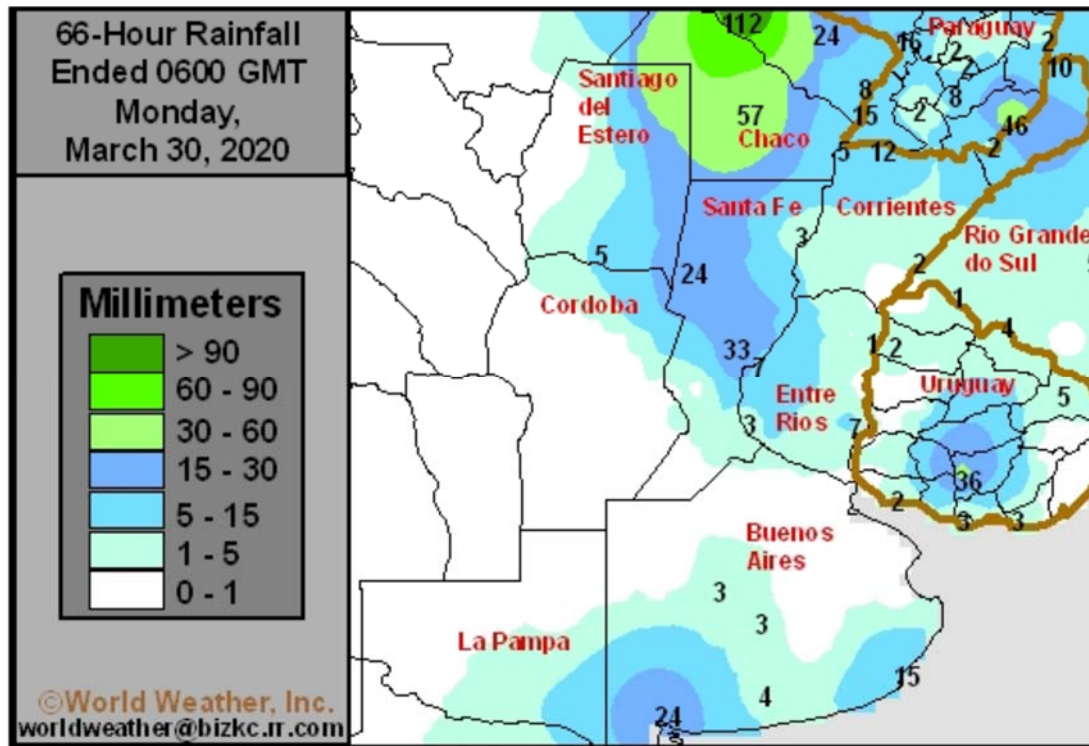 66-Hour Rainfall
Ended 0600 GMT
Monday,
March 30, 2020
Millimeters
> 90
60 - 90
30 - 60
15 - 30
5 - 15
1 - 5
0 - 1
©World Weather, Inc.
worldweather@bizkc.rr.com
112
24
16
Paraguay
2
2
2
10
Santiago
del
Estero
57
Chaco
8
15
2
8
46
5
12
2
Santa Fe
Corrientes
3
Rio Grande
do Sul
5
24
2
Cordoba
1
4
33
7
1
2
Uruguay
5
Entre
Rios
3
7
36
2
3
3
Buenos
Aires
3
3
La Pampa
15
4
24